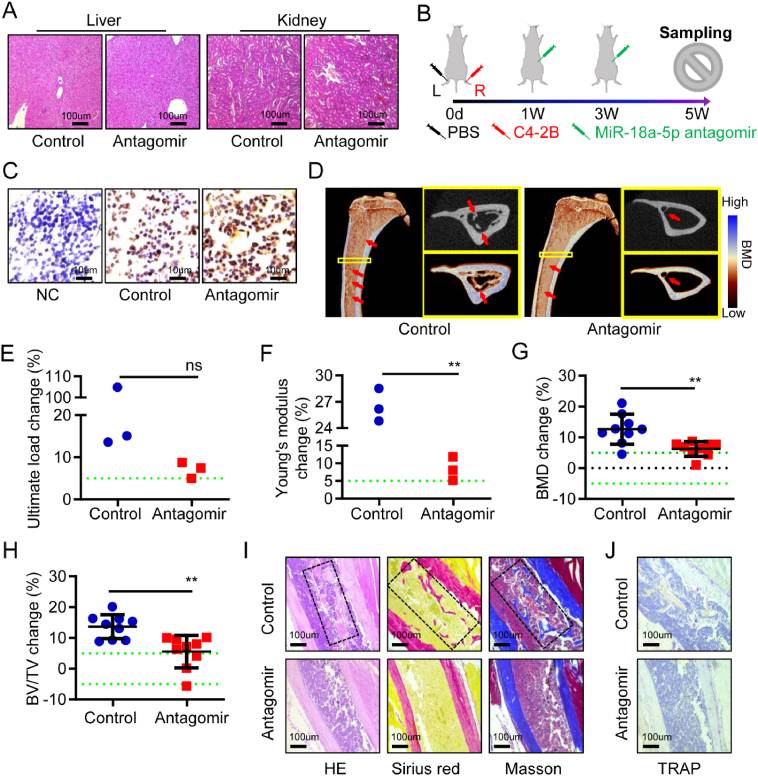 A
Liver
Kidney
100um
100um
100um
100um
Control
Antagomir
Control
Antagomir
B
Sampling
L
R
0d
1W
3W
5W
PBS
C4-2B
MiR-18a-5p antagomir
C
10μm
10μm
10μm
NC
Control
Antagomir
D
High
BMD
Low
Control
Antagomir
E
Ultimate load change (%)
110
100
20
10
0
ns
Control
Antagomir
F
Young's modulus
change (%)
30
27
24
15
10
5
0
**
Control
Antagomir
G
BMD change (%)
30
20
10
0
-10
**
Control
Antagomir
H
BV/TV change (%)
30
20
10
0
-10
**
Control
Antagomir
I
Control
100um
100um
100um
Antagomir
100um
100um
100um
HE
Sirius red
Masson
J
Control
100um
Antagomir
100um
TRAP